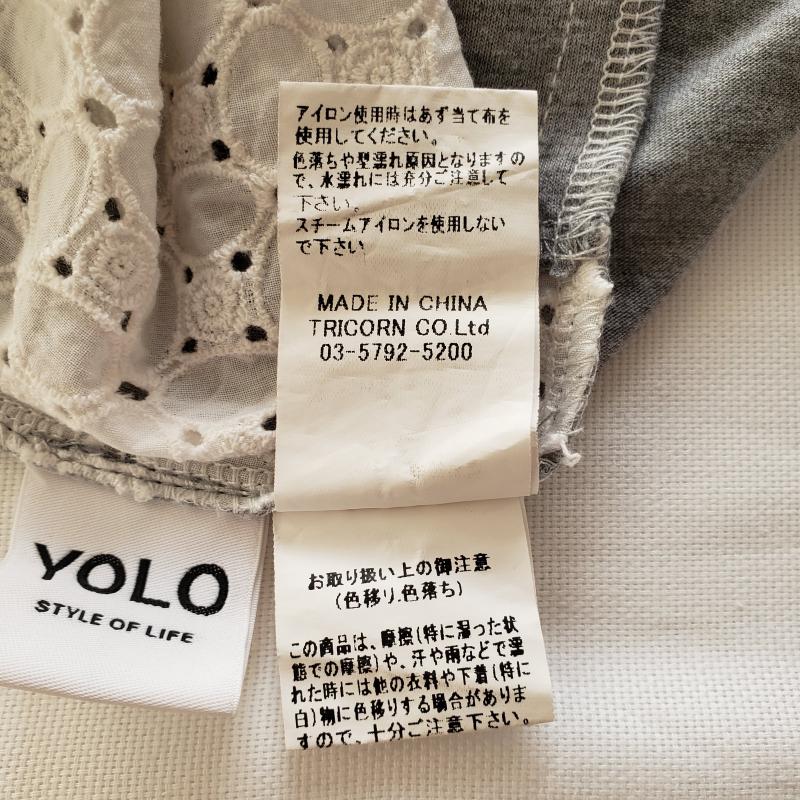 アイロン使用時はあず当て布を
使用してください。
色落ちや型濡れ原因となりますの
で、水濡れには充分ご注意して
下さい。
スチームアイロンを使用しない
で下さい
MADE IN CHINA
TRICORN CO.Ltd
03-5792-5200
YOLO
STYLE OF LIFE
お取り扱い上の御注意
(色移り.色落ち)
この商品は、摩擦(特に湿った状
態での摩擦)や、汗や雨などで濡
れた時には他の衣料や下着(特に
白)物に色移りする場合がありま
すので、十分ご注意下さい。